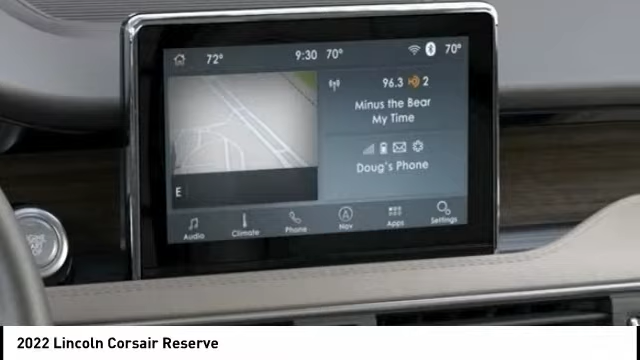 72° 9:30 70° 70°
96.3 2
Minus the Bear
My Time
Doug's Phone
E
Audio Climate Phone Nav Apps Settings
2022 Lincoln Corsair Reserve